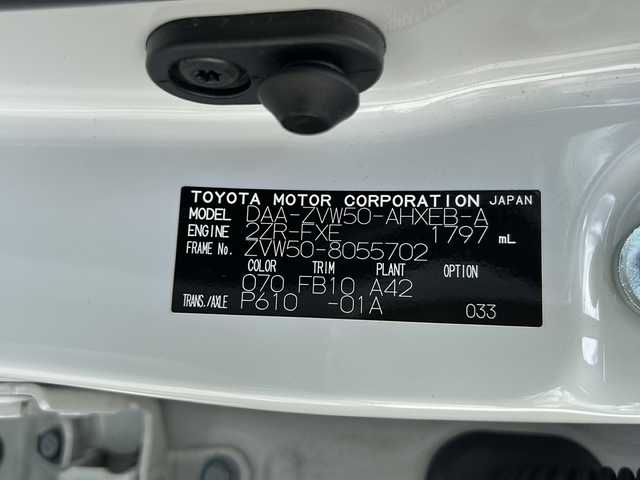 TOYOTA MOTOR CORPORATION JAPAN
MODEL DAA-ZVW50-AHXEB-A
ENGINE 2ZR-FXE 1797 mL
FRAME No. ZVW50-8055702
COLOR TRIM PLANT OPTION
070 FB10 A42
TRANS./AXLE P610 -01A 033